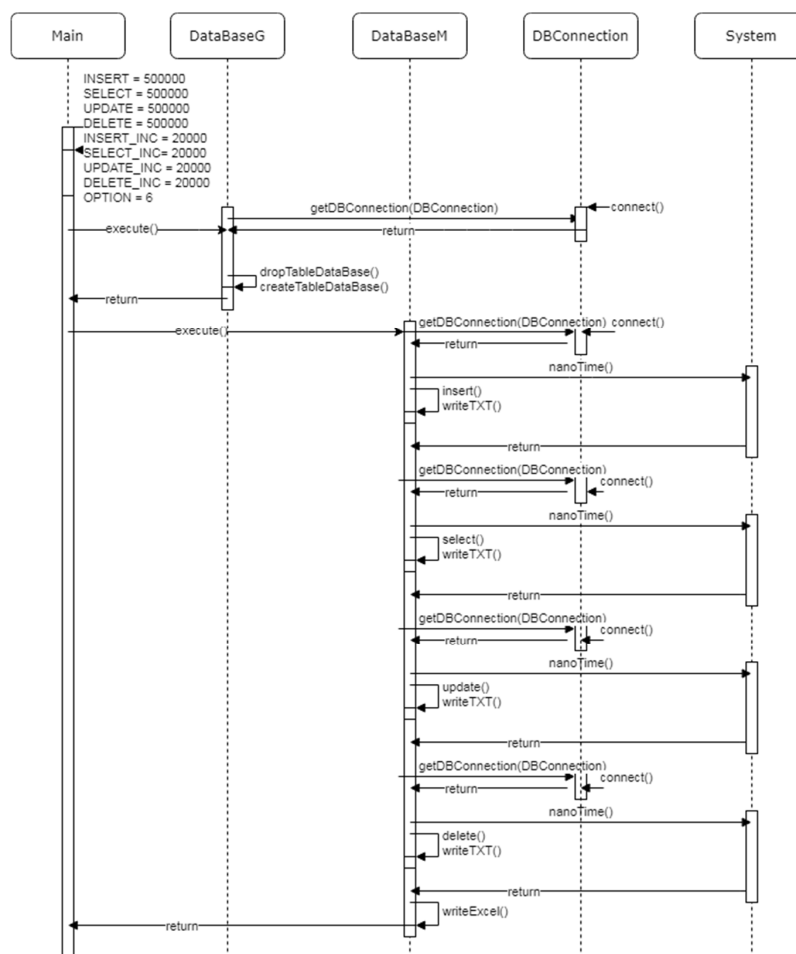 Main
DataBaseG
DataBaseM
DBConnection
System
INSERT = 500000
SELECT = 500000
UPDATE = 500000
DELETE = 500000
INSERT_INC = 20000
SELECT_INC= 20000
UPDATE_INC = 20000
DELETE_INC = 20000
OPTION = 6
getDBConnection(DBConnection)
connect()
execute()
return
dropTableDataBase()
createTableDataBase()
return
execute()
getDBConnection(DBConnection)
connect()
return
nanoTime()
insert()
writeTXT()
return
getDBConnection(DBConnection)
connect()
return
nanoTime()
select()
writeTXT()
return
getDBConnection(DBConnection)
connect()
return
nanoTime()
update()
writeTXT()
return
getDBConnection(DBConnection)
connect()
return
nanoTime()
delete()
writeTXT()
return
writeExcel()
return